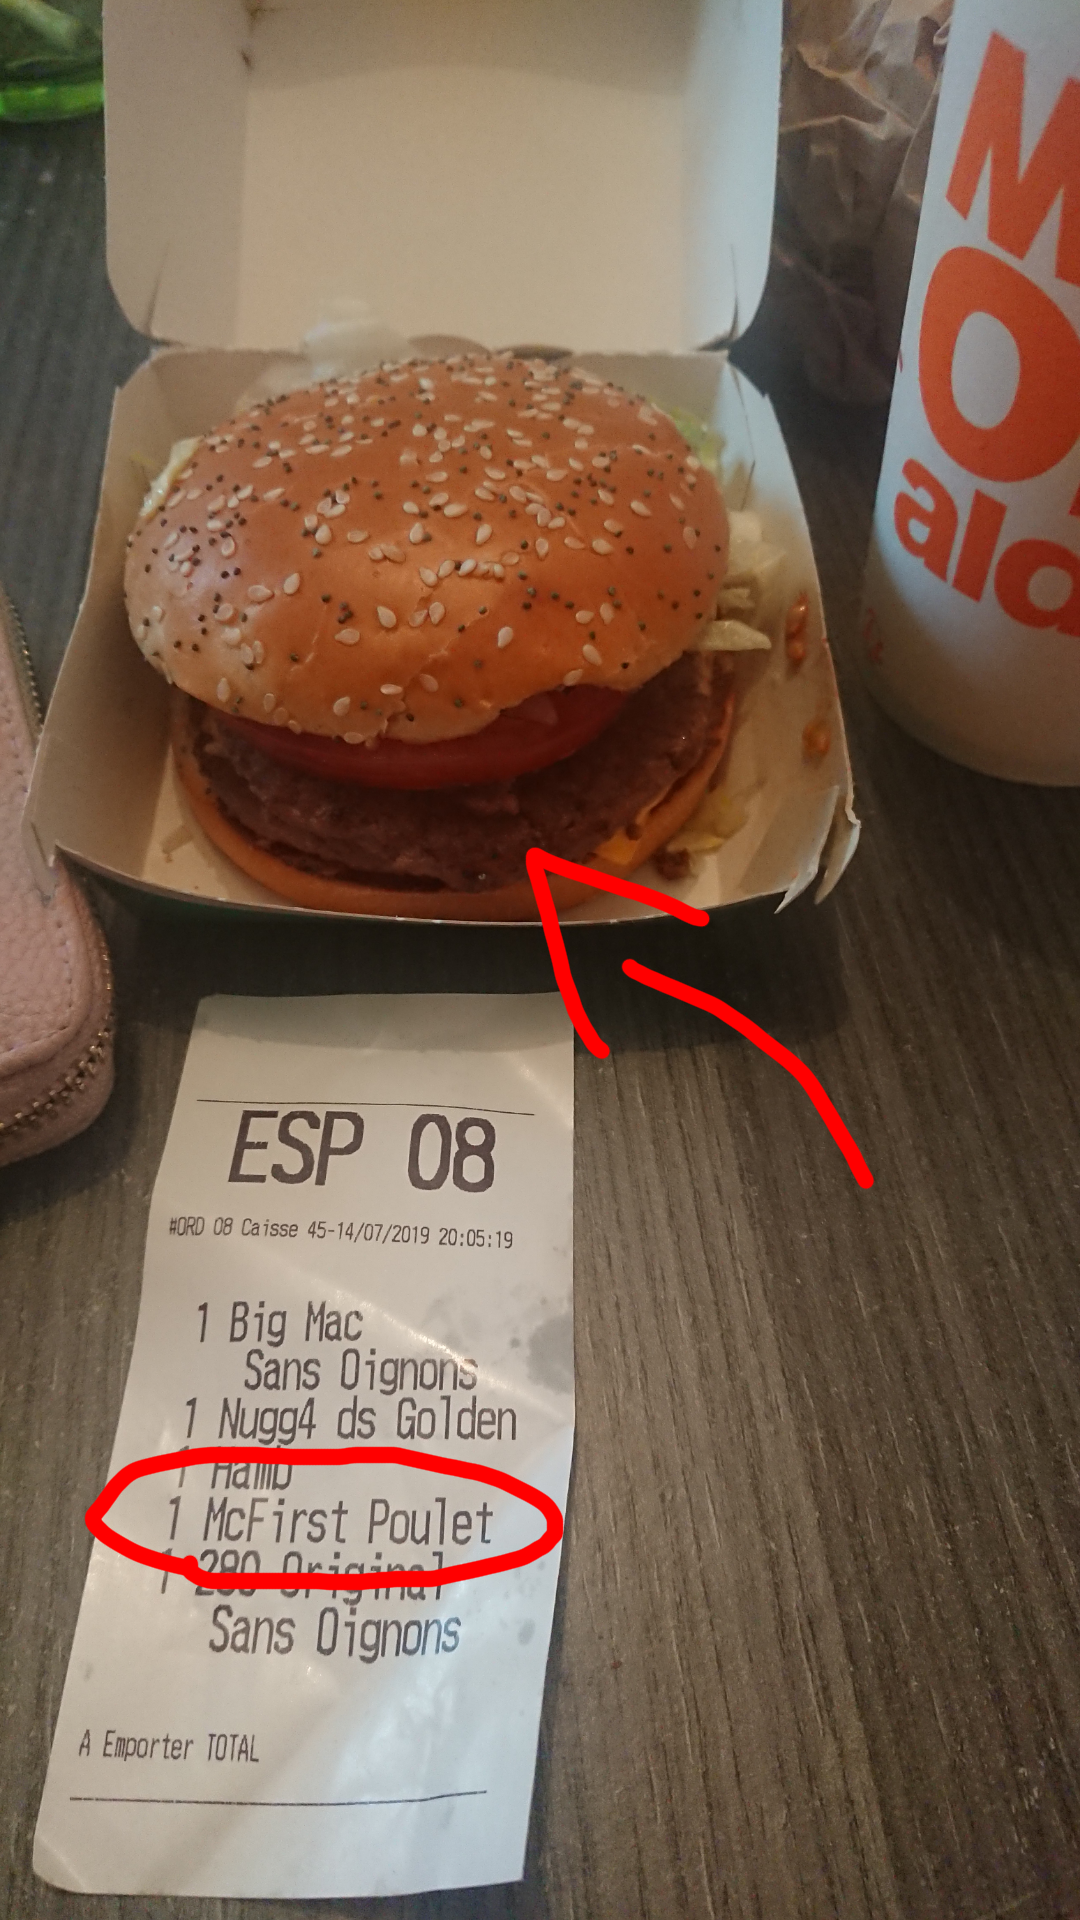 ESP 08
#ORD 08 Caisse 45-14/07/2019 20:05:19
1 Big Mac
Sans Oignons
1 Nugg4 ds Golden
1 Hamb
1 McFirst Poulet
1 280 Original
Sans Oignons
A Emporter TOTAL